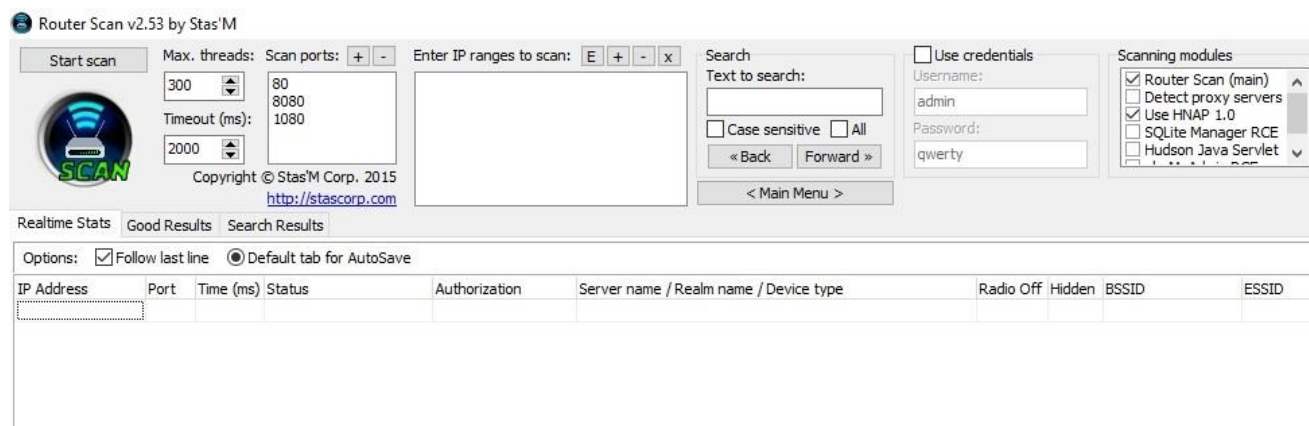 Router Scan v2.53 by Stas'M
Start scan
SCAN
Max. threads:
300
Timeout (ms):
2000
Scan ports: + -
80
8080
1080
Copyright © Stas'M Corp. 2015
http://stascorp.com
Enter IP ranges to scan: E + - x
Search
Text to search:
Case sensitive All
« Back Forward »
< Main Menu >
Use credentials
Username:
admin
Password:
qwerty
Scanning modules
Router Scan (main)
Detect proxy servers
Use HNAP 1.0
SQLite Manager RCE
Hudson Java Servlet
Realtime Stats Good Results Search Results
Options: Follow last line Default tab for AutoSave
IP Address Port Time (ms) Status Authorization Server name / Realm name / Device type Radio Off Hidden BSSID ESSID